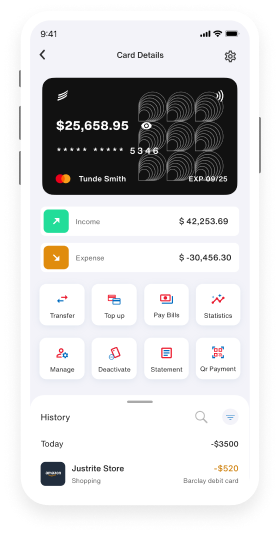 9:41
Card Details
$25,658.95
***** ***** 5346
Tunde Smith EXP 09/25
Income $ 42,253.69
Expense $ -30,456.30
Transfer Top up Pay Bills Statistics
Manage Deactivate Statement Qr Payment
History
Today -$3500
Justrite Store -$520
Shopping Barclay debit card